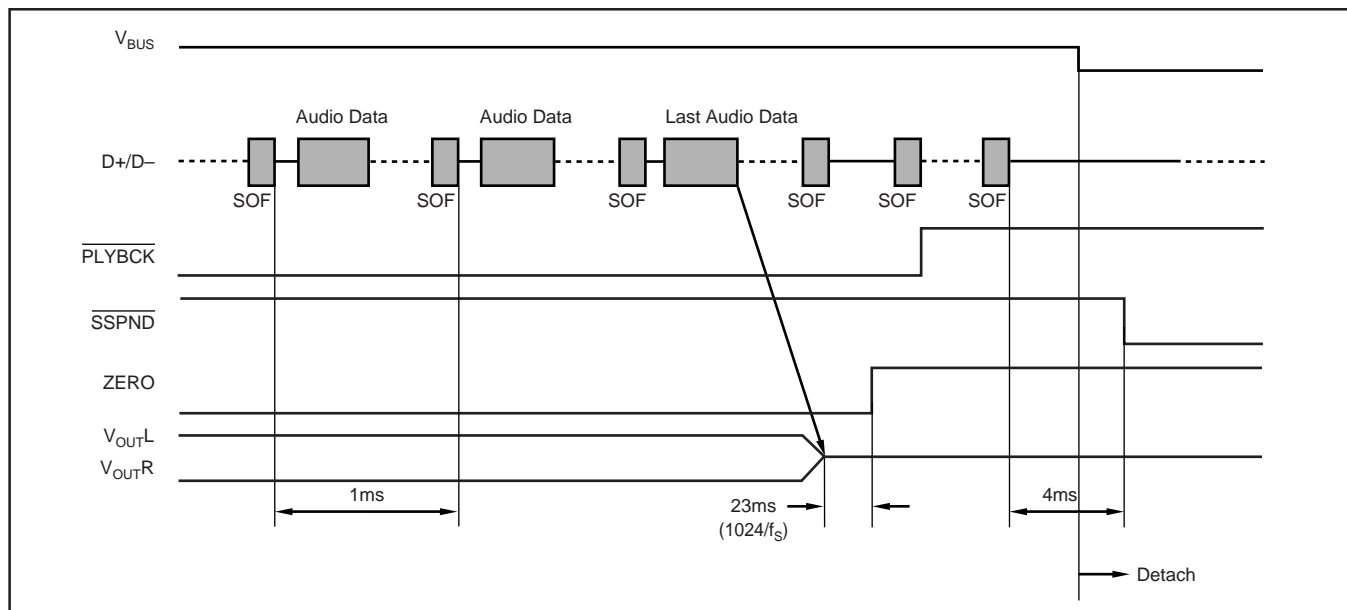 VBUS
Audio Data Audio Data Last Audio Data
D+/D–
SOF SOF SOF SOF SOF SOF
PLYBCK
SSPND
ZERO
VOUTL
VOUTR
1ms
23ms
(1024/fS)
4ms
Detach